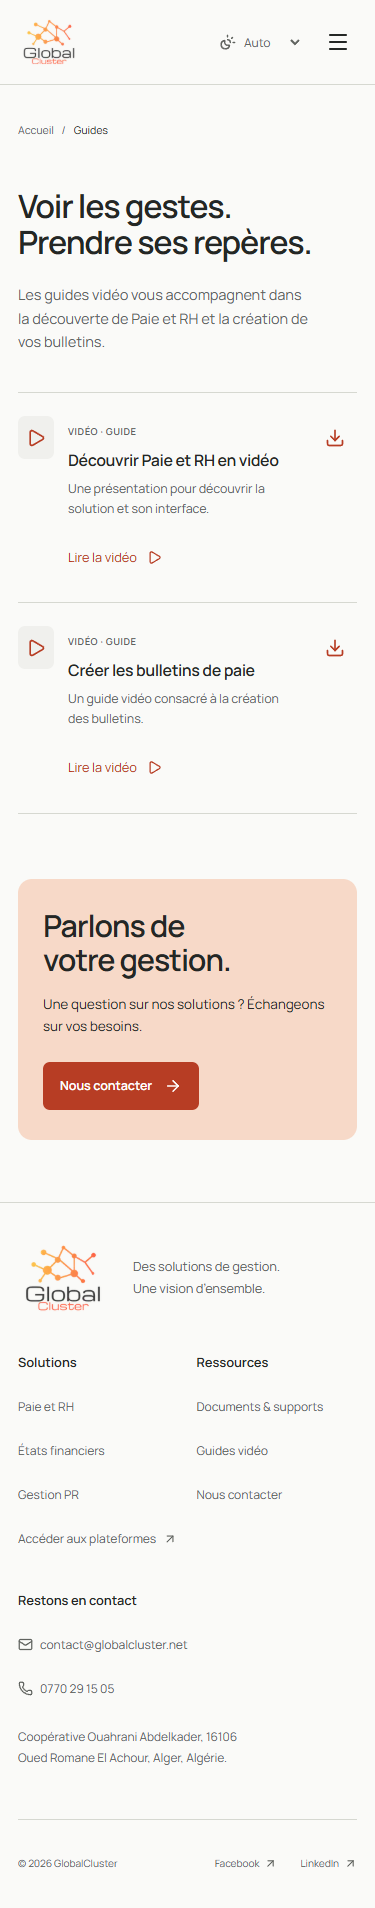 Global
Cluster
Auto
Accueil / Guides
Voir les gestes.
Prendre ses repères.
Les guides vidéo vous accompagnent dans
la découverte de Paie et RH et la création de
vos bulletins.
VIDÉO · GUIDE
Découvrir Paie et RH en vidéo
Une présentation pour découvrir la
solution et son interface.
Lire la vidéo
VIDÉO · GUIDE
Créer les bulletins de paie
Un guide vidéo consacré à la création
des bulletins.
Lire la vidéo
Parlons de
votre gestion.
Une question sur nos solutions ? Échangeons
sur vos besoins.
Nous contacter
Global
Cluster
Des solutions de gestion.
Une vision d'ensemble.
Solutions
Paie et RH
États financiers
Gestion PR
Accéder aux plateformes
Ressources
Documents & supports
Guides vidéo
Nous contacter
Restons en contact
contact@globalcluster.net
0770 29 15 05
Coopérative Ouahrani Abdelkader, 16106
Oued Romane El Achour, Alger, Algérie.
© 2026 GlobalCluster
Facebook
LinkedIn